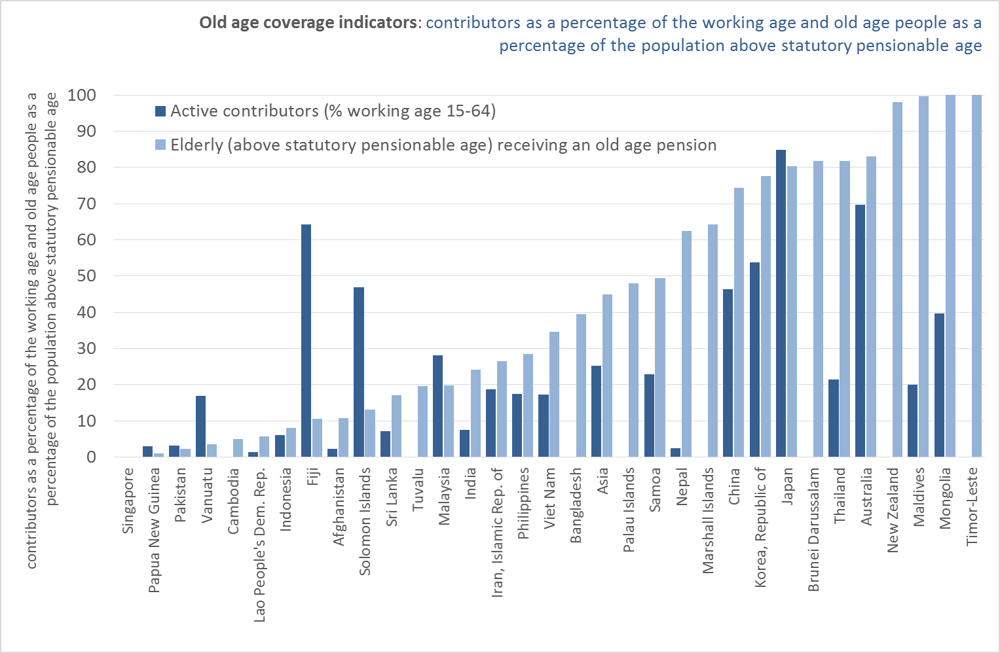 Old age coverage indicators: contributors as a percentage of the working age and old age people as a
percentage of the population above statutory pensionable age
contributors as a percentage of the working age and old age people as a
percentage of the population above statutory pensionable age
100
90
80
70
60
50
40
30
20
10
0
Active contributors (% working age 15-64)
Elderly (above statutory pensionable age) receiving an old age pension
Singapore
Papua New Guinea
Pakistan
Vanuatu
Cambodia
Lao People's Dem. Rep.
Indonesia
Fiji
Afghanistan
Solomon Islands
Sri Lanka
Tuvalu
Malaysia
India
Iran, Islamic Rep. of
Philippines
Viet Nam
Bangladesh
Asia
Palau Islands
Samoa
Nepal
Marshall Islands
China
Korea, Republic of
Japan
Brunei Darussalam
Thailand
Australia
New Zealand
Maldives
Mongolia
Timor-Leste